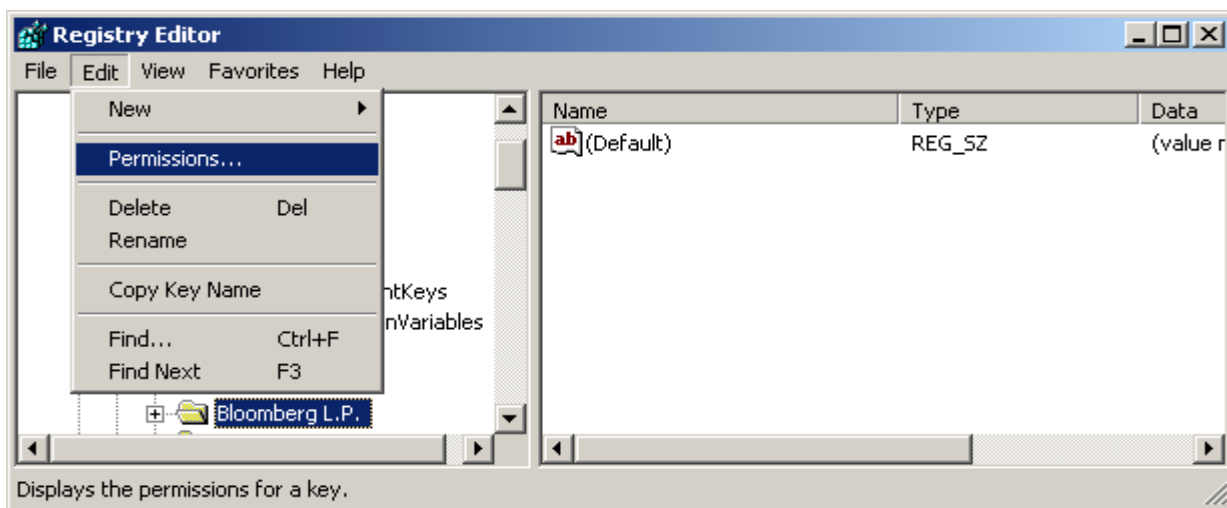 Registry Editor
File Edit View Favorites Help
New
Permissions...
Delete Del
Rename
Copy Key Name
Find... Ctrl+F
Find Next F3
ntKeys
nVariables
Bloomberg L.P.
Name Type Data
ab (Default) REG_SZ (value r
Displays the permissions for a key.